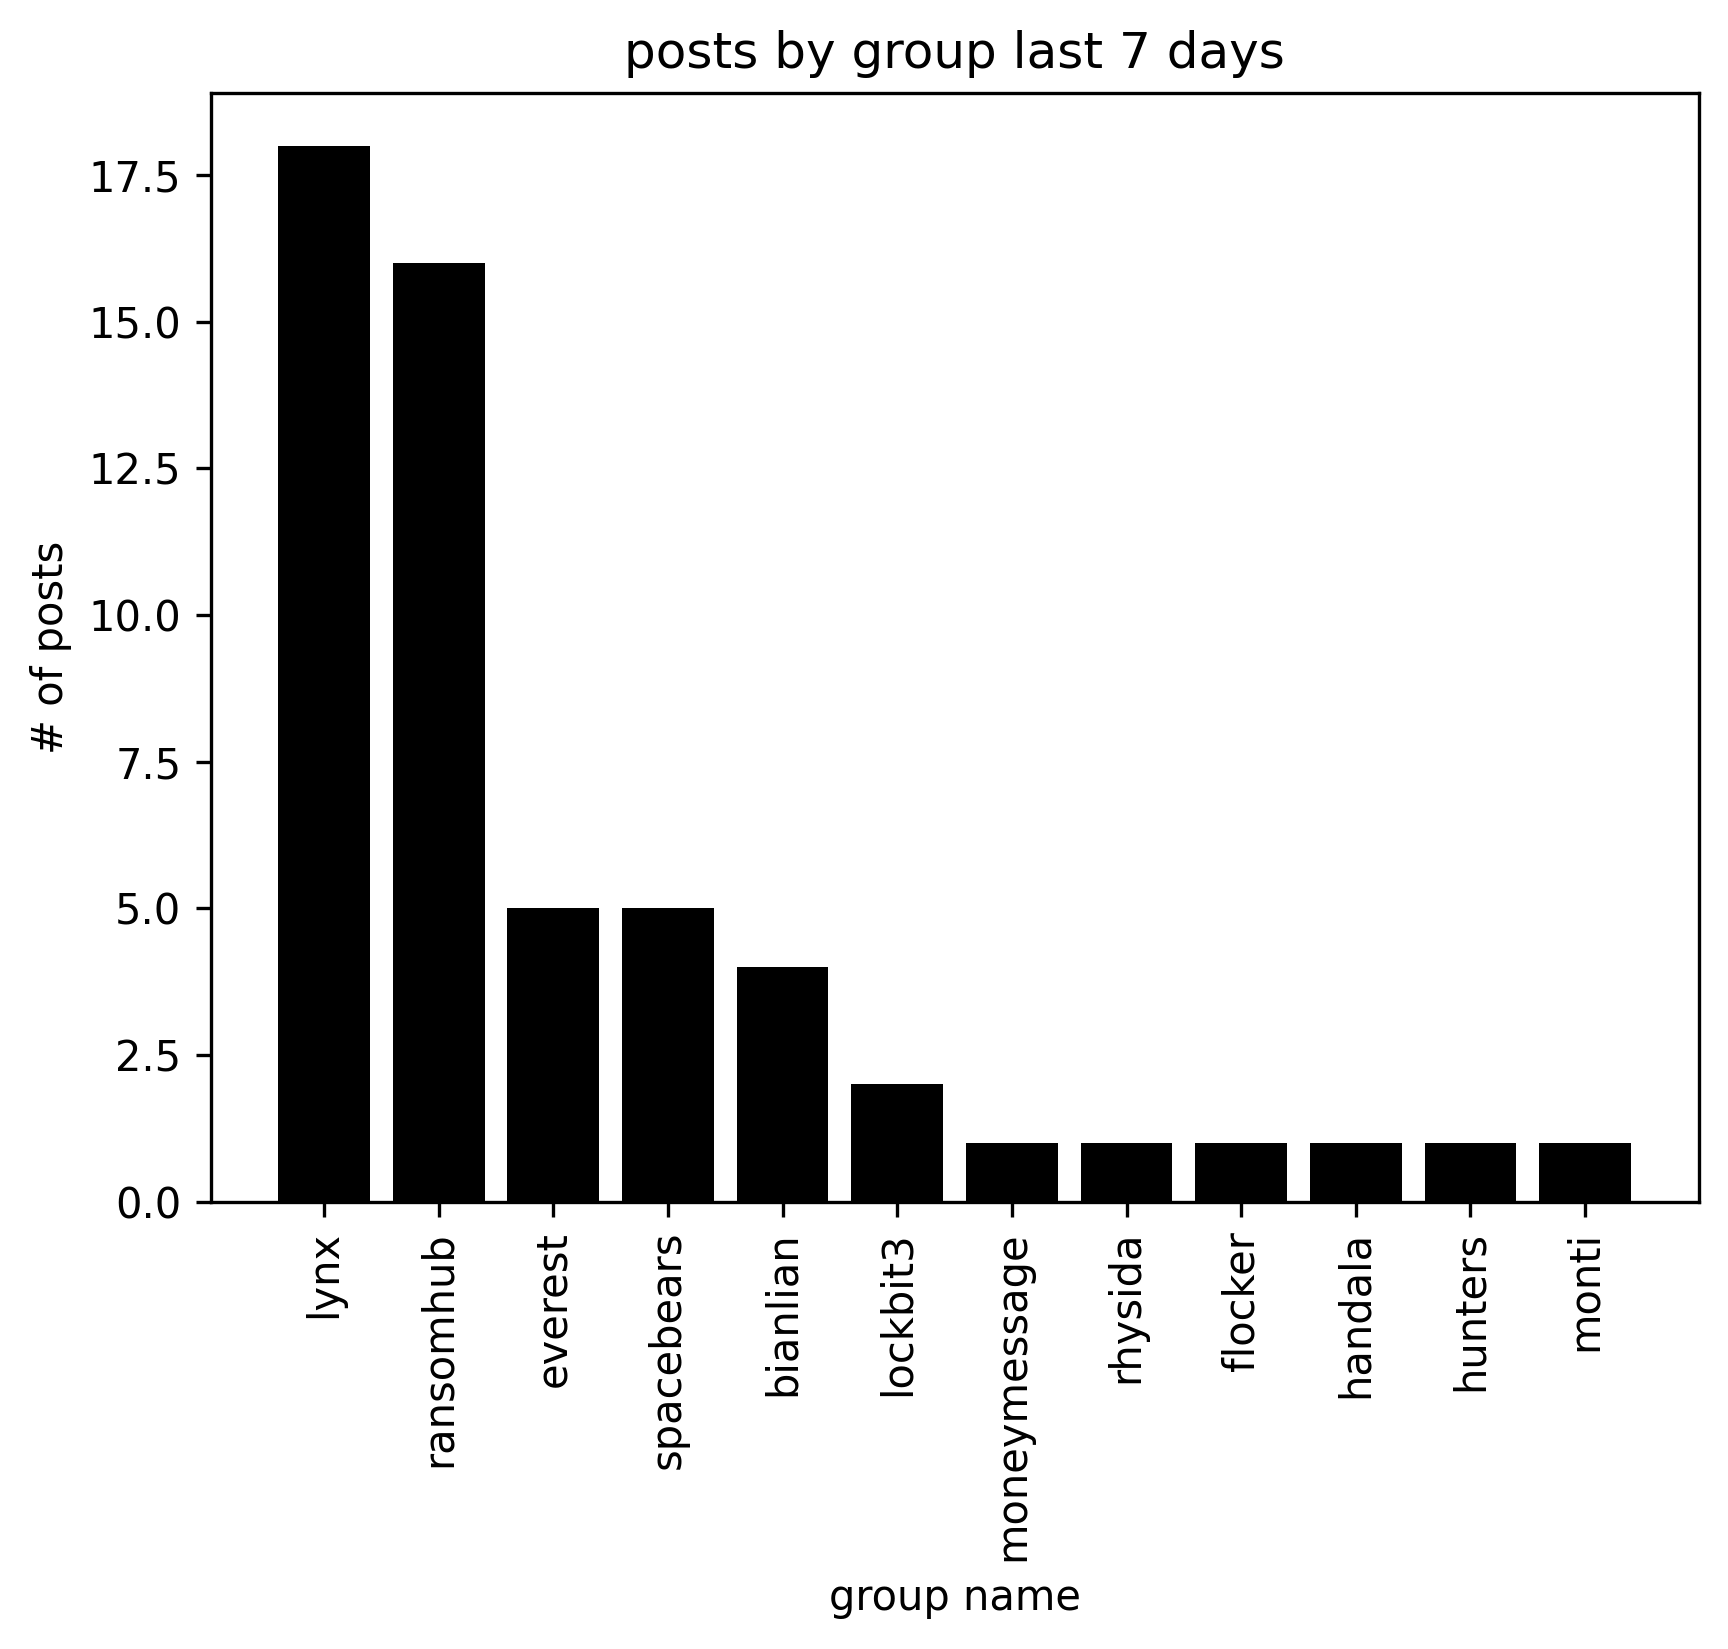 posts by group last 7 days
# of posts
17.5
15.0
12.5
10.0
7.5
5.0
2.5
0.0
lynx
ransomhub
everest
spacebears
bianlian
lockbit3
moneymessage
rhysida
flocker
handala
hunters
monti
group name